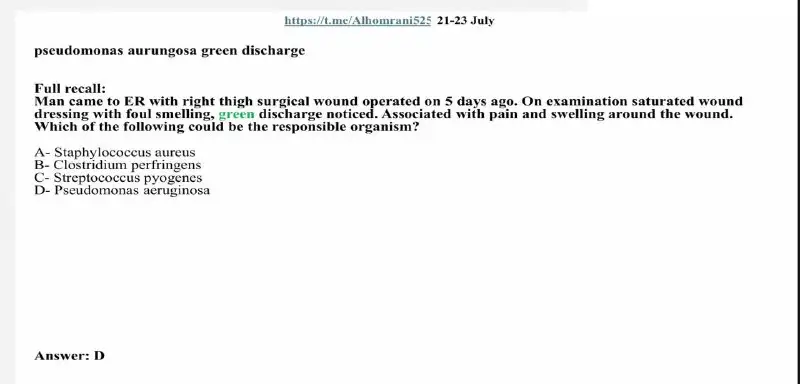 https://t.me/Alhomrani525 21-23 July
pseudomonas aurungosa green discharge
Full recall:
Man came to ER with right thigh surgical wound operated on 5 days ago. On examination saturated wound
dressing with foul smelling, green discharge noticed. Associated with pain and swelling around the wound.
Which of the following could be the responsible organism?
A- Staphylococcus aureus
B- Clostridium perfringens
C- Streptococcus pyogenes
D- Pseudomonas aeruginosa
Answer: D